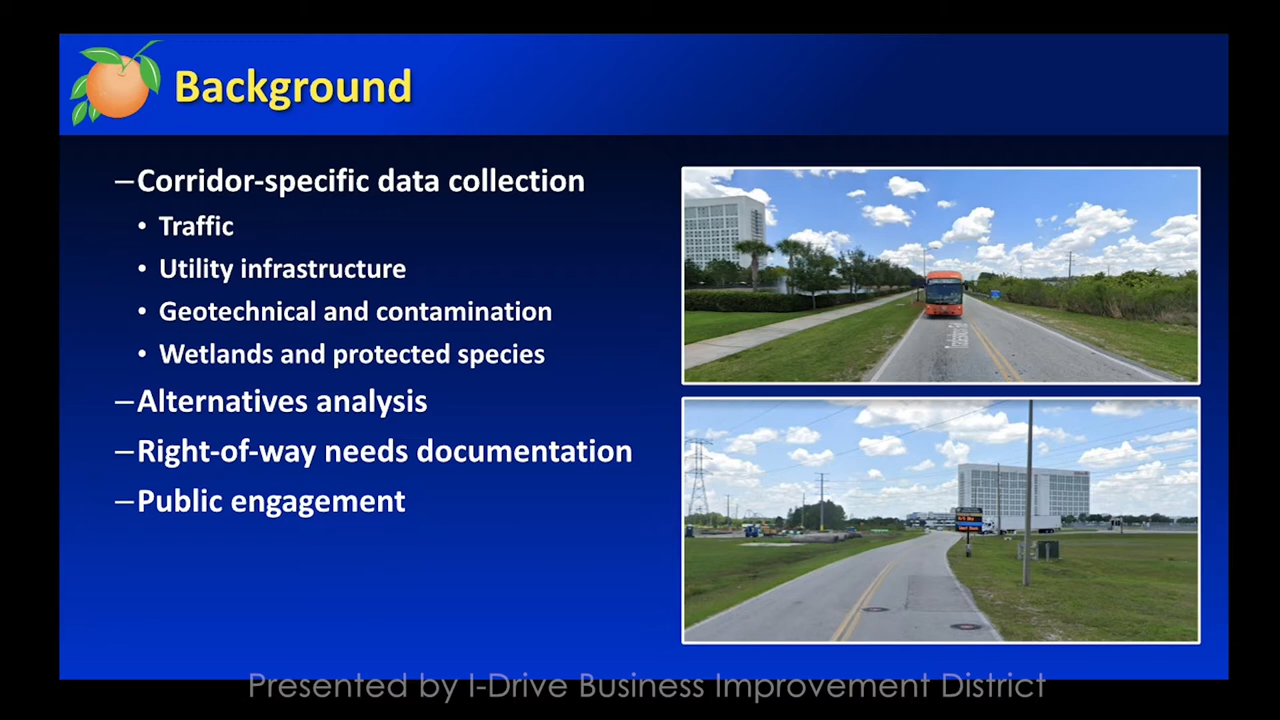 Background
–Corridor-specific data collection
• Traffic
• Utility infrastructure
• Geotechnical and contamination
• Wetlands and protected species
–Alternatives analysis
–Right-of-way needs documentation
–Public engagement
Presented by I-Drive Business Improvement District